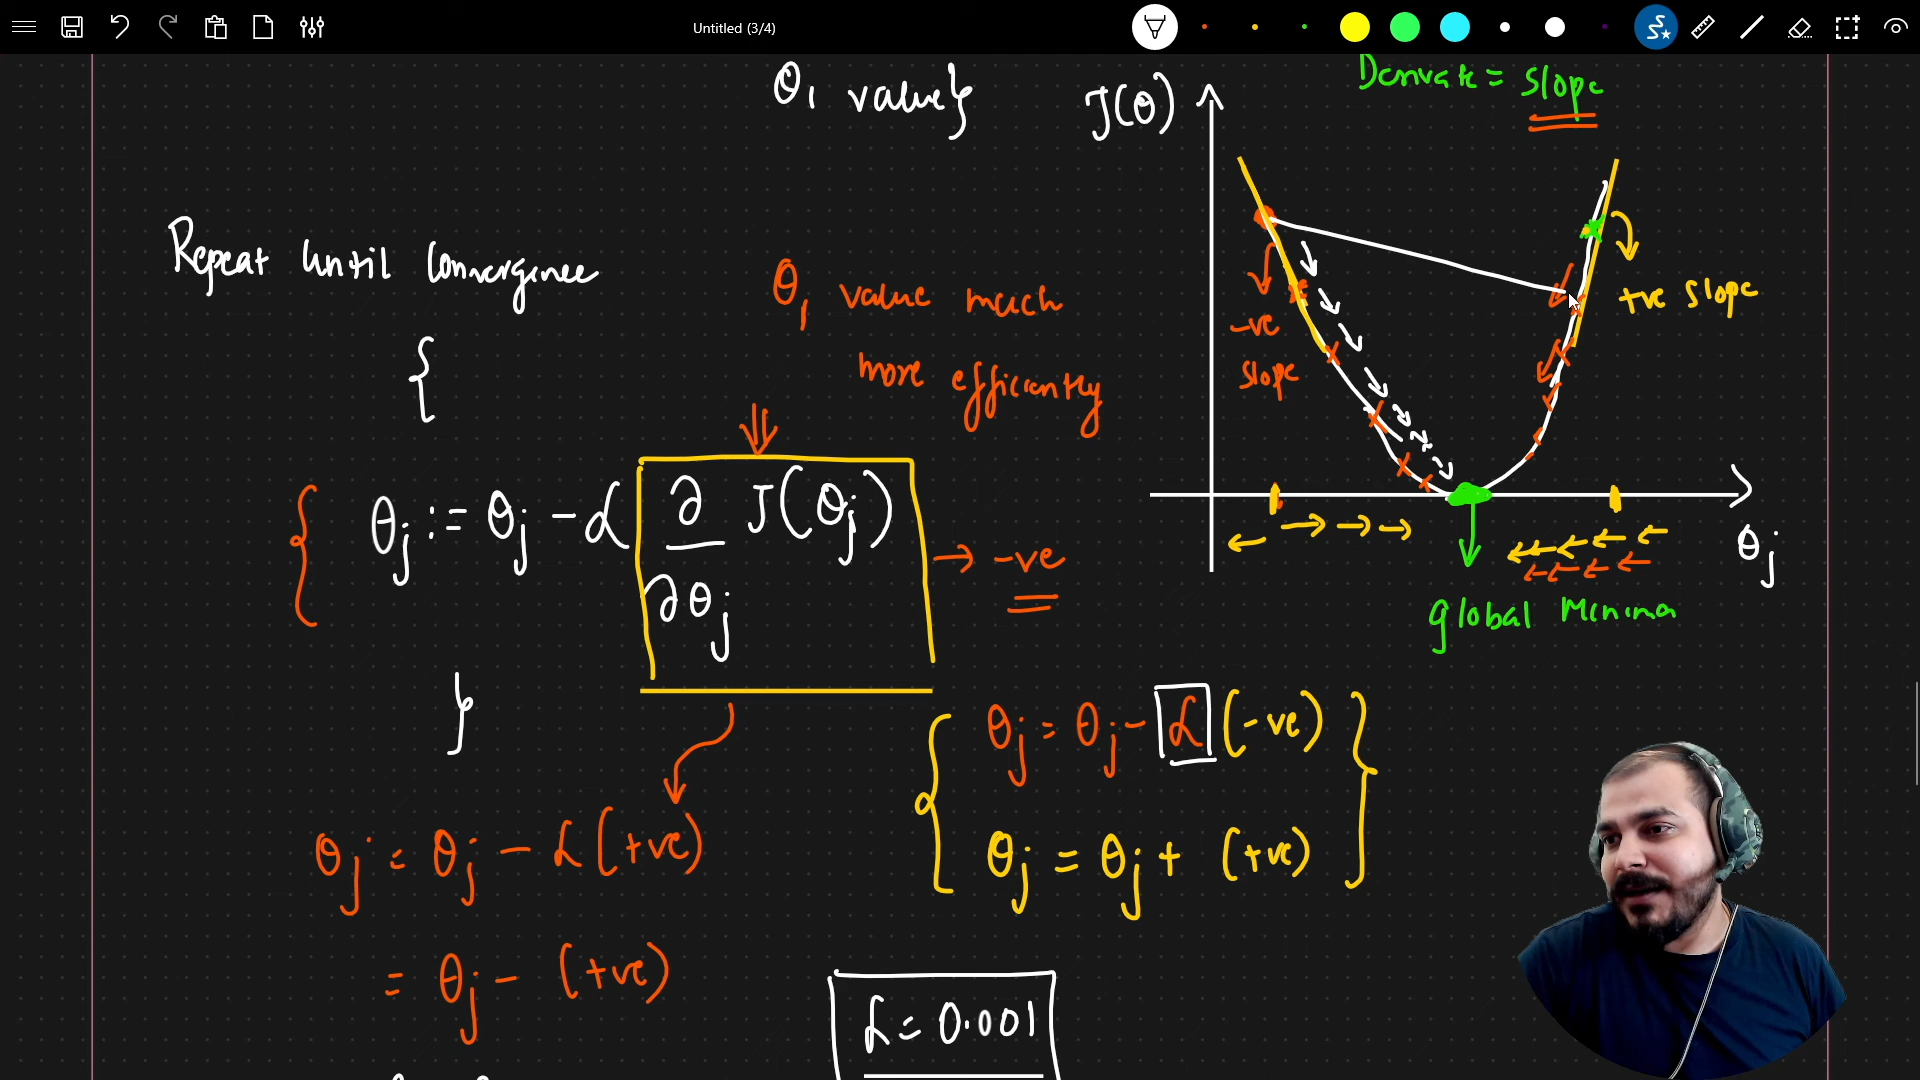 Untitled (3/4)
θ1 value}
J(θ)
Derivate = Slope
Repeat Until Convergence
{
θ1 value much
more efficiently
-ve
slope
+ve slope
θj := θj - α ∂/∂θj J(θj)
→ -ve
θj
global Minima
}
θj = θj - α (-ve)
θj = θj + (+ve)
θj = θj - α (+ve)
= θj - (+ve)
α = 0.001